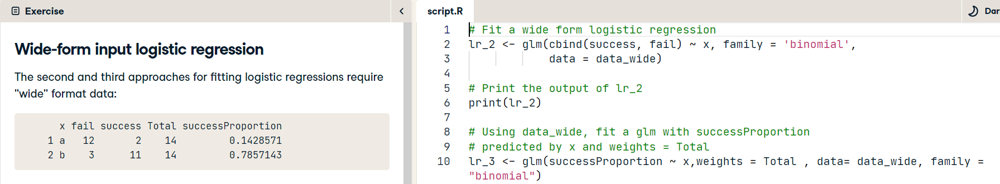 Exercise
Wide-form input logistic regression
The second and third approaches for fitting logistic regressions require
"wide" format data:
x fail success Total successProportion
1 a 12 2 14 0.1428571
2 b 3 11 14 0.7857143
script.R
Dar
1 # Fit a wide form logistic regression
2 lr_2 <- glm(cbind(success, fail) ~ x, family = 'binomial',
3 data = data_wide)
4
5 # Print the output of lr_2
6 print(lr_2)
7
8 # Using data_wide, fit a glm with successProportion
9 # predicted by x and weights = Total
10 lr_3 <- glm(successProportion ~ x,weights = Total , data= data_wide, family =
"binomial")